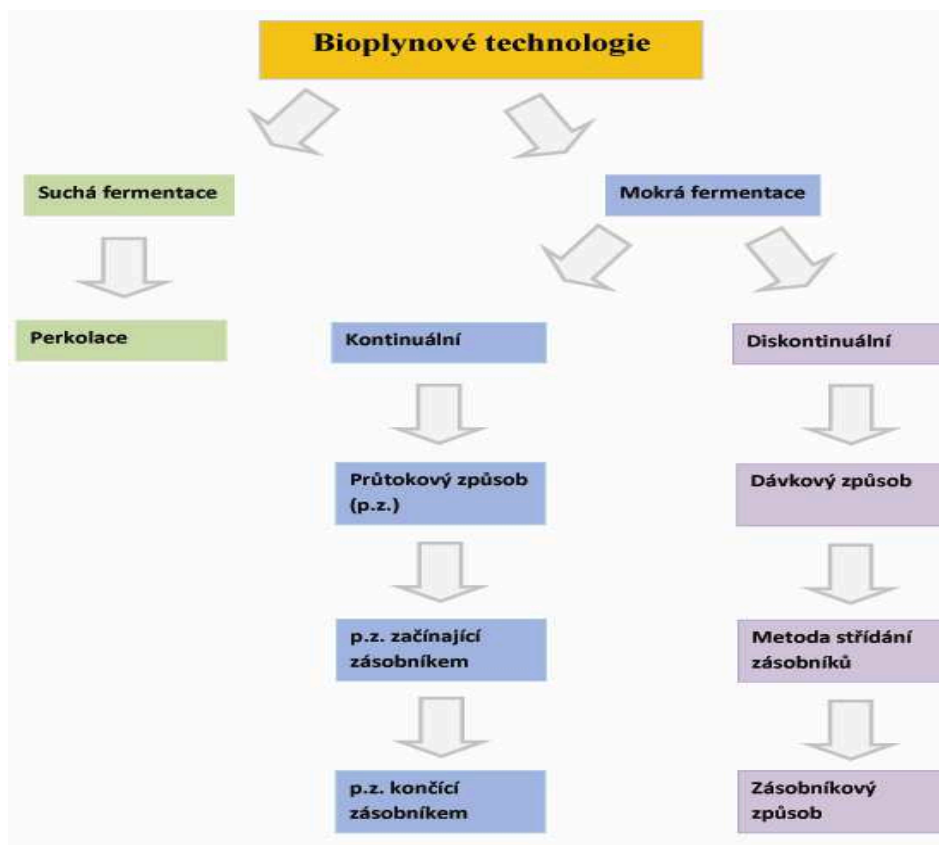 Bioplynové technologie
Suchá fermentace
Mokrá fermentace
Perkolace
Kontinuální
Diskontinuální
Průtokový způsob
(p.z.)
Dávkový způsob
p.z. začínající
zásobníkem
Metoda střídání
zásobníků
p.z. končící
zásobníkem
Zásobníkový
způsob